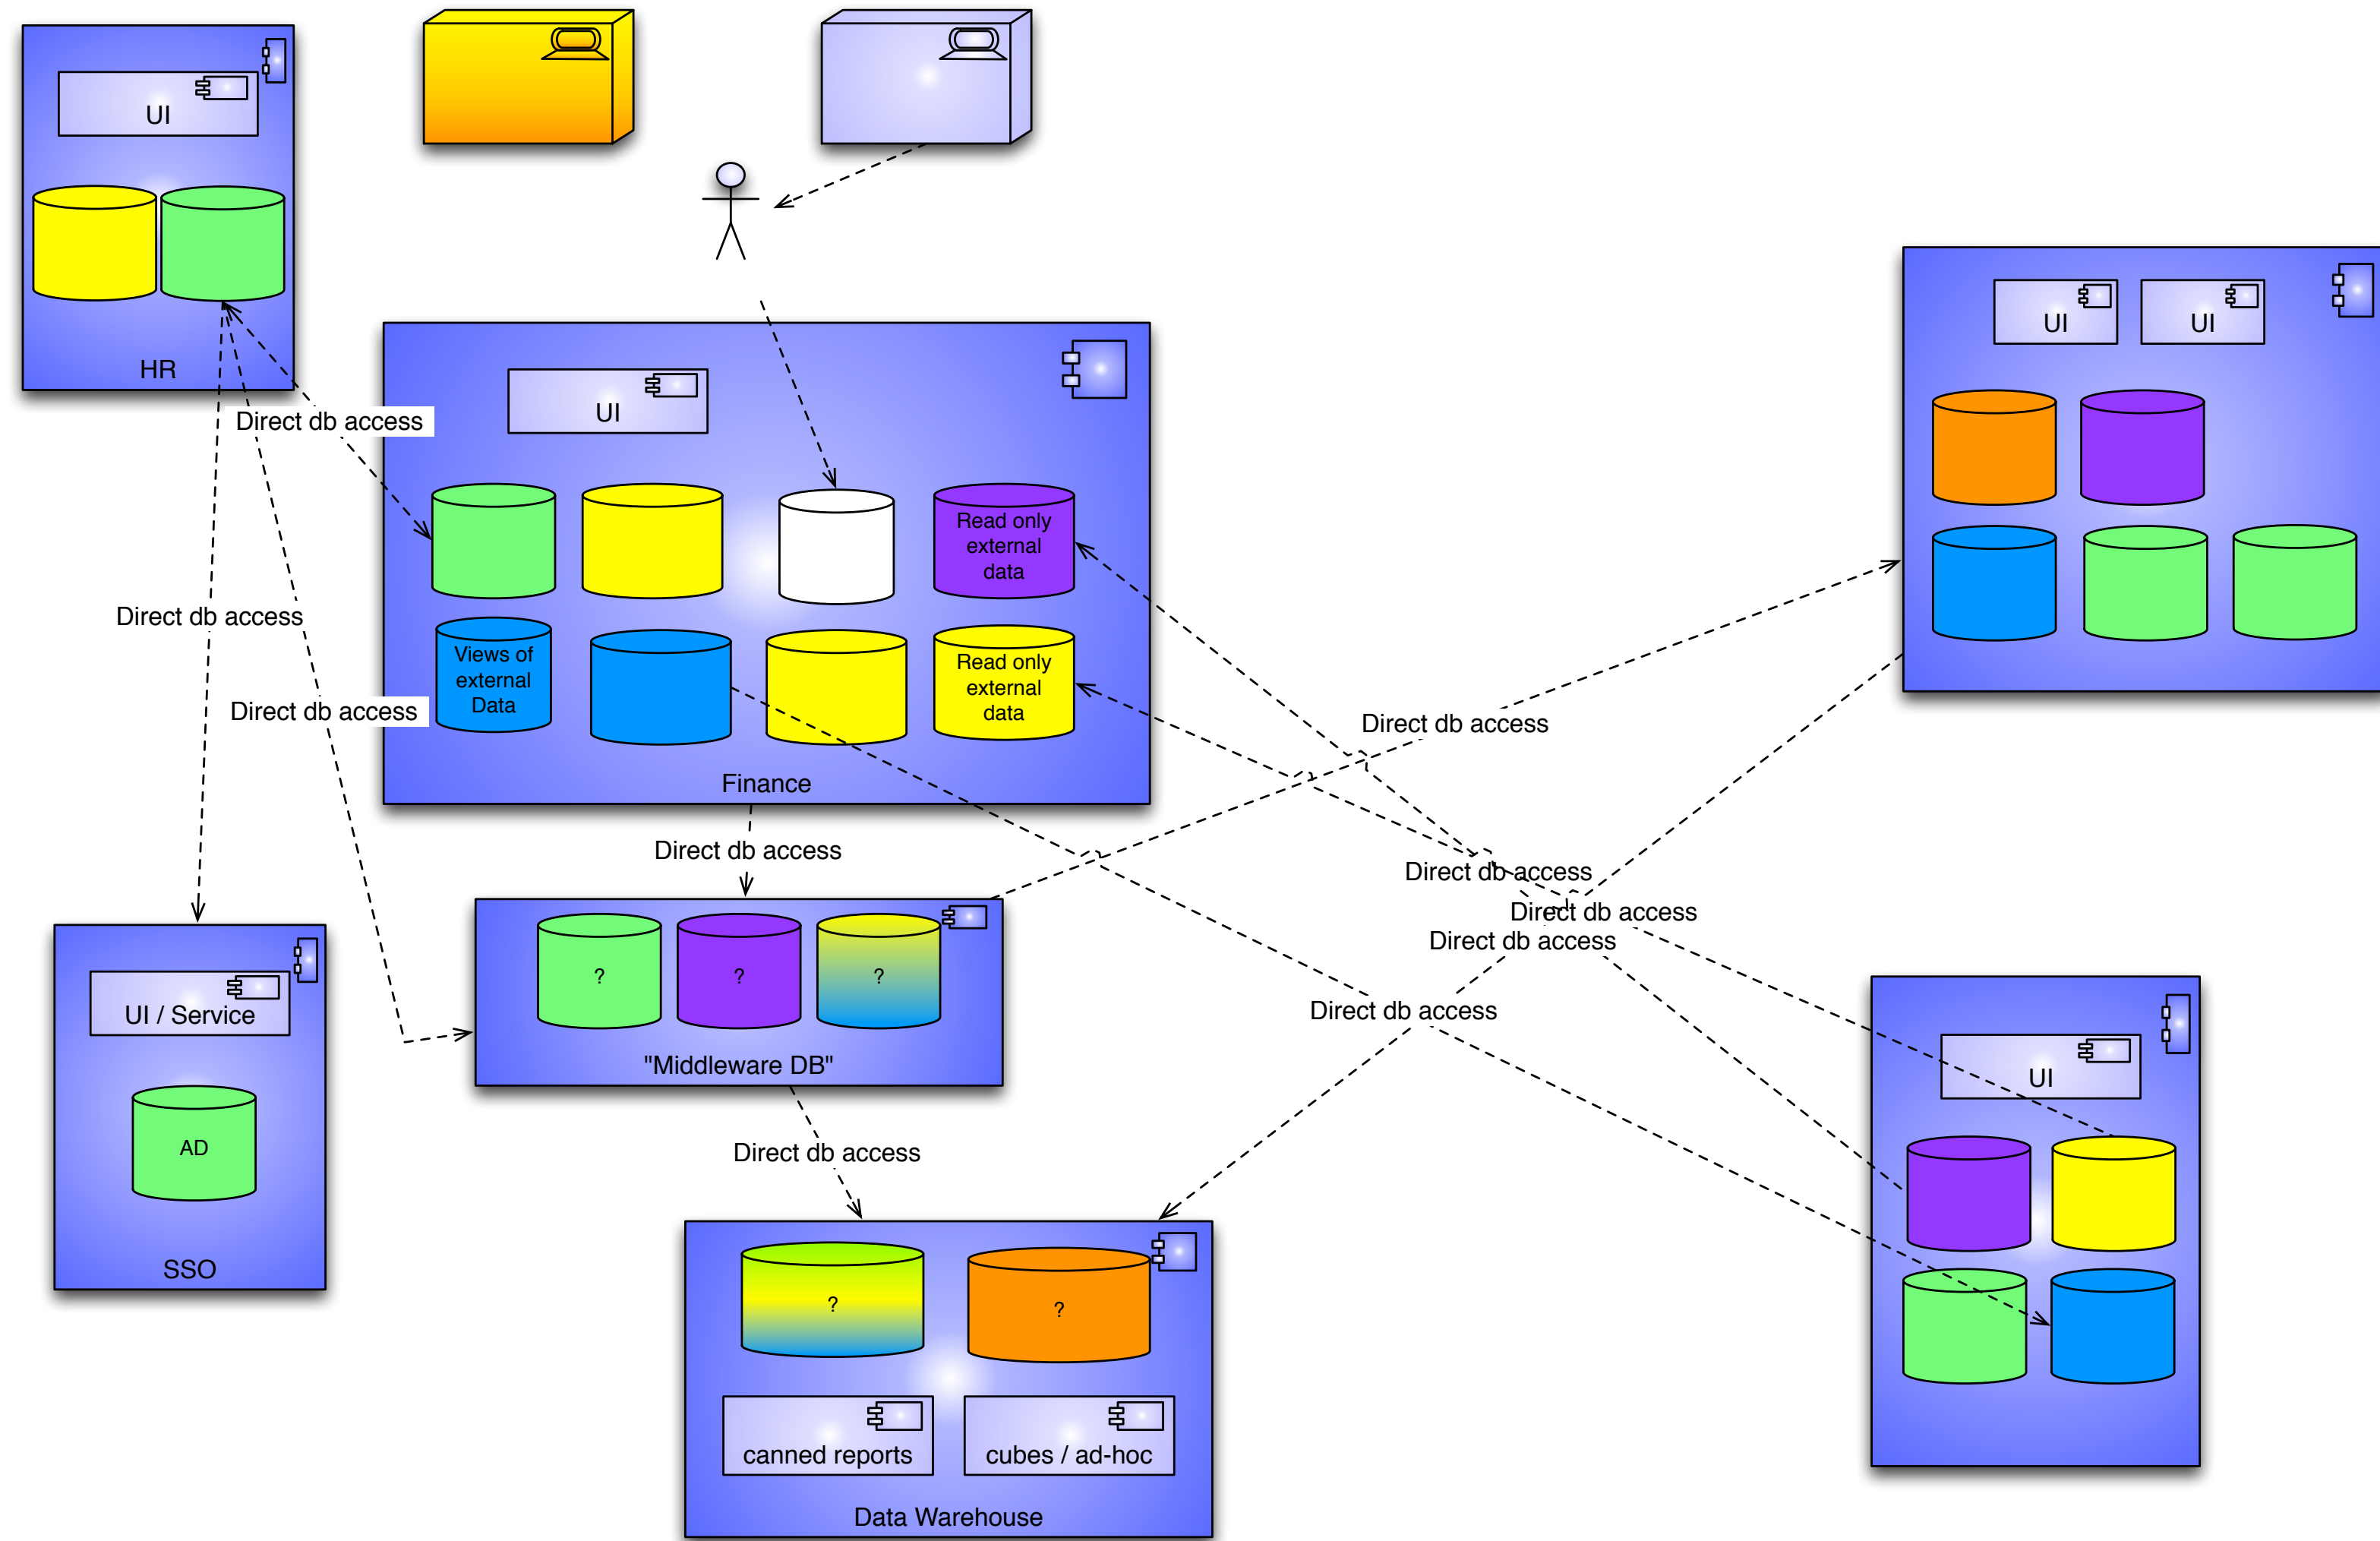 UI
HR
UI
UI
Direct db access
UI
Read only
external
data
Direct db access
Views of
external
Data
Read only
external
data
Direct db access
Direct db access
Finance
Direct db access
Direct db access
Direct db access
Direct db access
?
?
?
UI / Service
Direct db access
"Middleware DB"
UI
AD
Direct db access
SSO
?
?
canned reports
cubes / ad-hoc
Data Warehouse